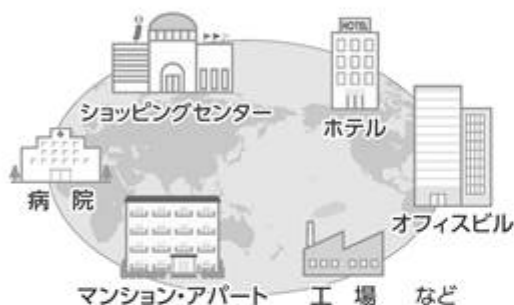 HOTEL
ショッピングセンター
ホテル
病 院
オフィスビル
マンション・アパート
工 場 など